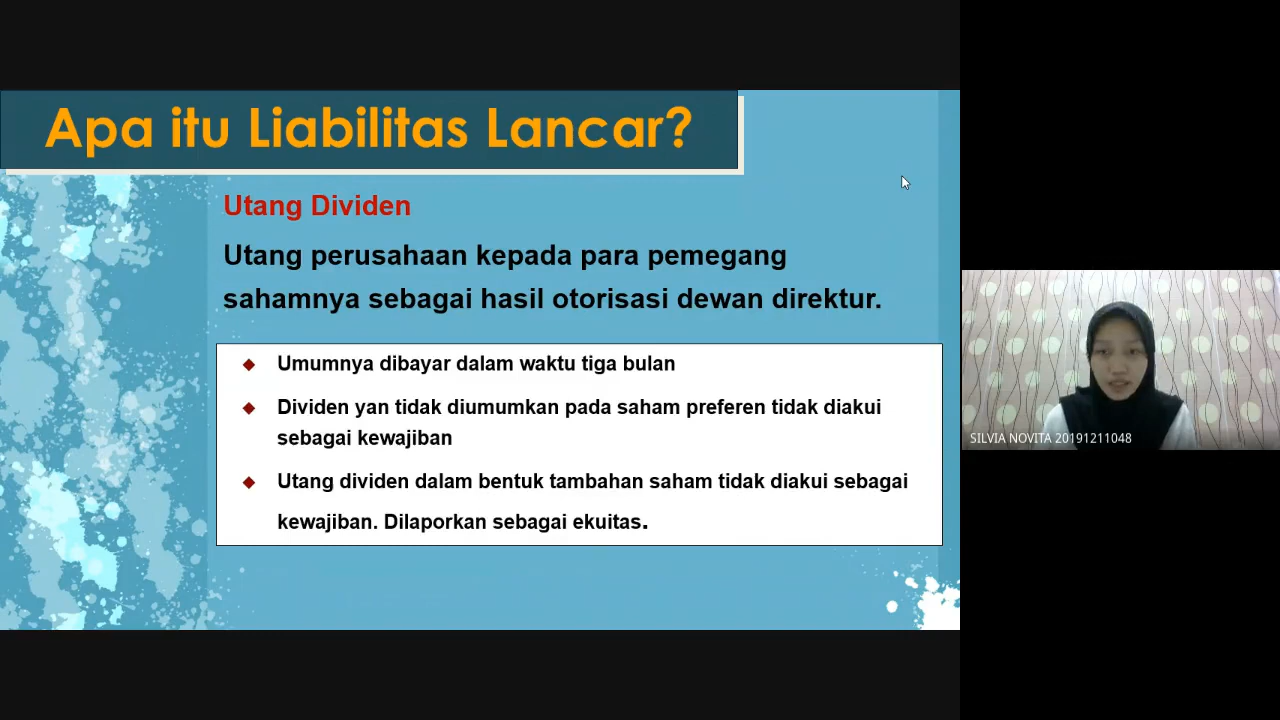 Apa itu Liabilitas Lancar?
Utang Dividen
Utang perusahaan kepada para pemegang
sahamnya sebagai hasil otorisasi dewan direktur.
Umumnya dibayar dalam waktu tiga bulan
Dividen yan tidak diumumkan pada saham preferen tidak diakui
sebagai kewajiban
Utang dividen dalam bentuk tambahan saham tidak diakui sebagai
kewajiban. Dilaporkan sebagai ekuitas.
SILVIA NOVITA 20191211048